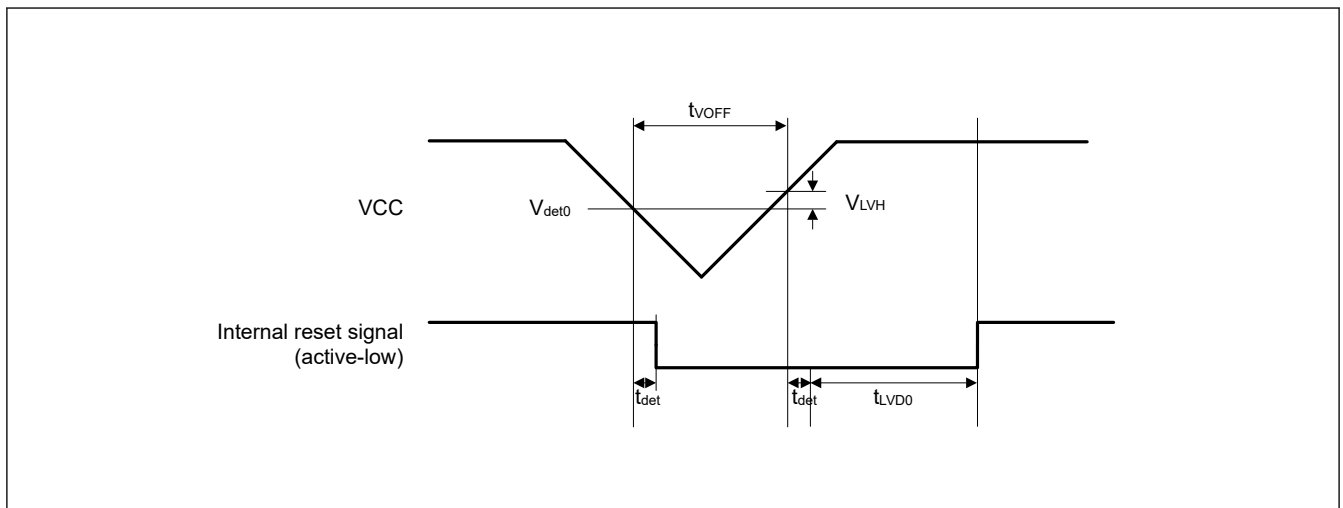 tVOFF
VCC
Vdet0
VLVH
Internal reset signal
(active-low)
tdet
tdet
tLVD0